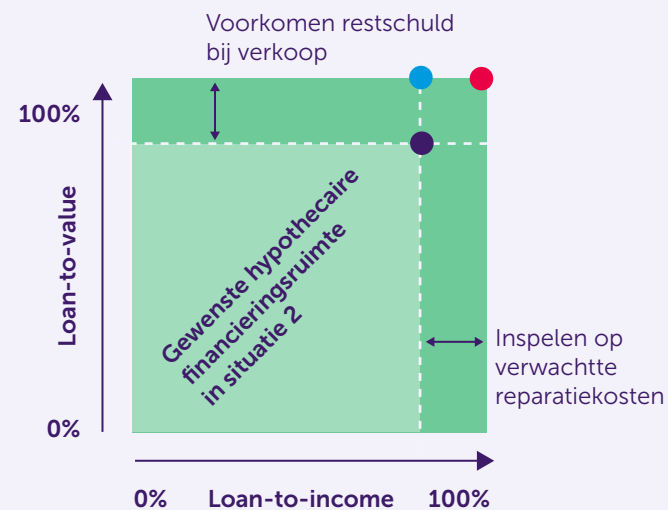 Voorkomen restschuld
bij verkoop
100%
Loan-to-value
Gewenste hypothecaire
financieringsruimte
in situatie 2
Inspelen op
verwachtte
reparatiekosten
0%
0% Loan-to-income 100%